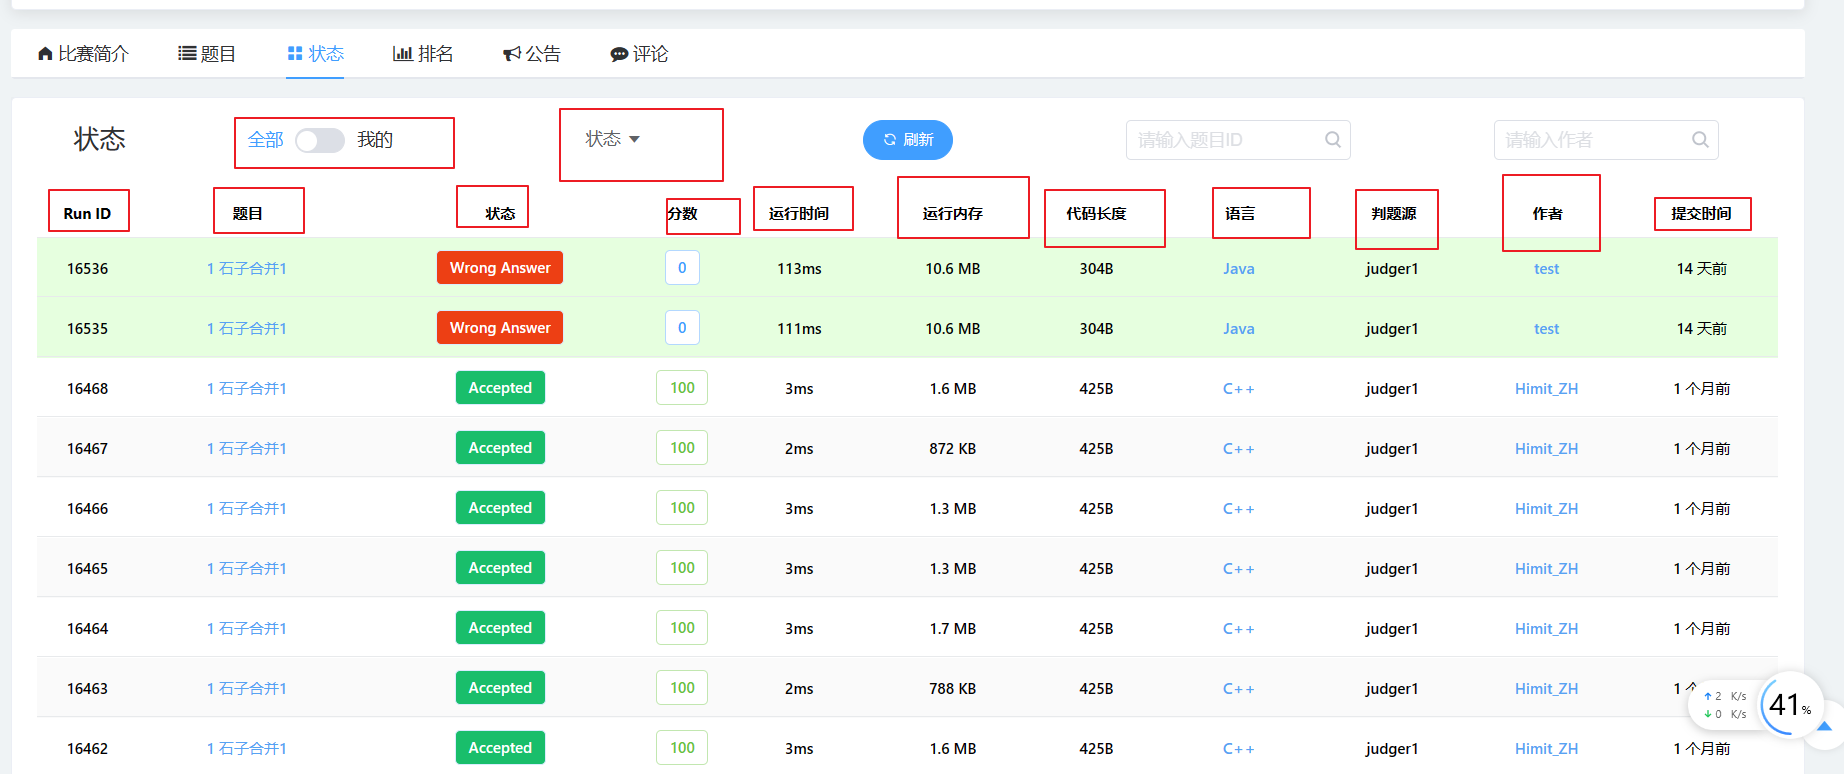 比赛简介 题目 状态 排名 公告 评论
状态 全部 我的 状态 刷新 请输入题目ID 请输入作者
Run ID 题目 状态 分数 运行时间 运行内存 代码长度 语言 判题源 作者 提交时间
16536 1 石子合并1 Wrong Answer 0 113ms 10.6 MB 304B Java judger1 test 14 天前
16535 1 石子合并1 Wrong Answer 0 111ms 10.6 MB 304B Java judger1 test 14 天前
16468 1 石子合并1 Accepted 100 3ms 1.6 MB 425B C++ judger1 Himit_ZH 1 个月前
16467 1 石子合并1 Accepted 100 2ms 872 KB 425B C++ judger1 Himit_ZH 1 个月前
16466 1 石子合并1 Accepted 100 3ms 1.3 MB 425B C++ judger1 Himit_ZH 1 个月前
16465 1 石子合并1 Accepted 100 3ms 1.3 MB 425B C++ judger1 Himit_ZH 1 个月前
16464 1 石子合并1 Accepted 100 3ms 1.7 MB 425B C++ judger1 Himit_ZH 1 个月前
16463 1 石子合并1 Accepted 100 2ms 788 KB 425B C++ judger1 Himit_ZH 1
2 K/s
0 K/s
41%
16462 1 石子合并1 Accepted 100 3ms 1.6 MB 425B C++ judger1 Himit_ZH 1 个月前